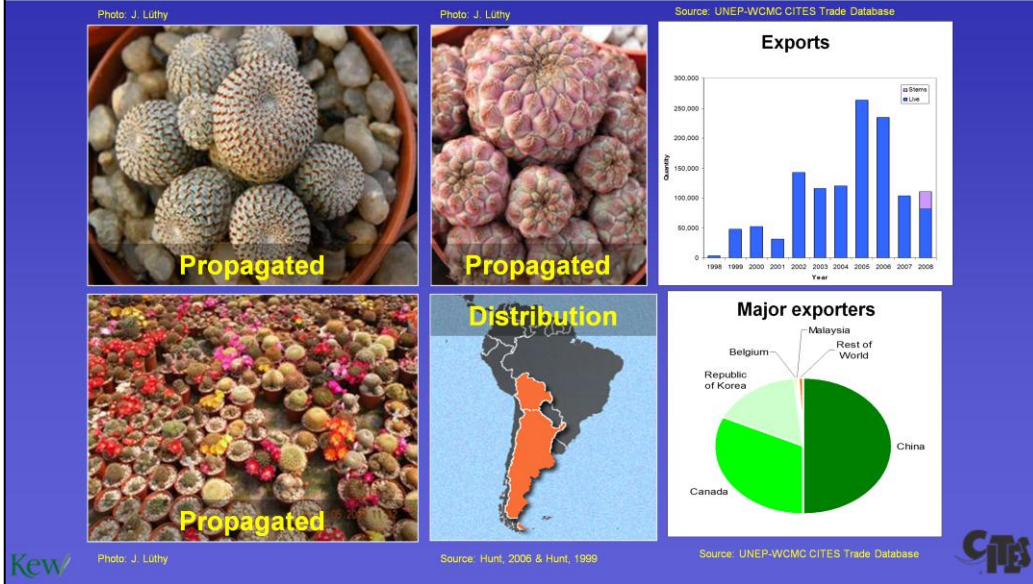 Photo: J. Lüthy
Photo: J. Lüthy
Source: UNEP-WCMC CITES Trade Database
Propagated
Propagated
Exports
300,000
250,000
200,000
150,000
100,000
50,000
0
Quantity
Stems
Live
1998 1999 2000 2001 2002 2003 2004 2005 2006 2007 2008
Year
Propagated
Distribution
Major exporters
Malaysia
Belgium
Rest of
World
Republic
of Korea
China
Canada
Kew
Photo: J. Lüthy
Source: Hunt, 2006 & Hunt, 1999
Source: UNEP-WCMC CITES Trade Database
CITES